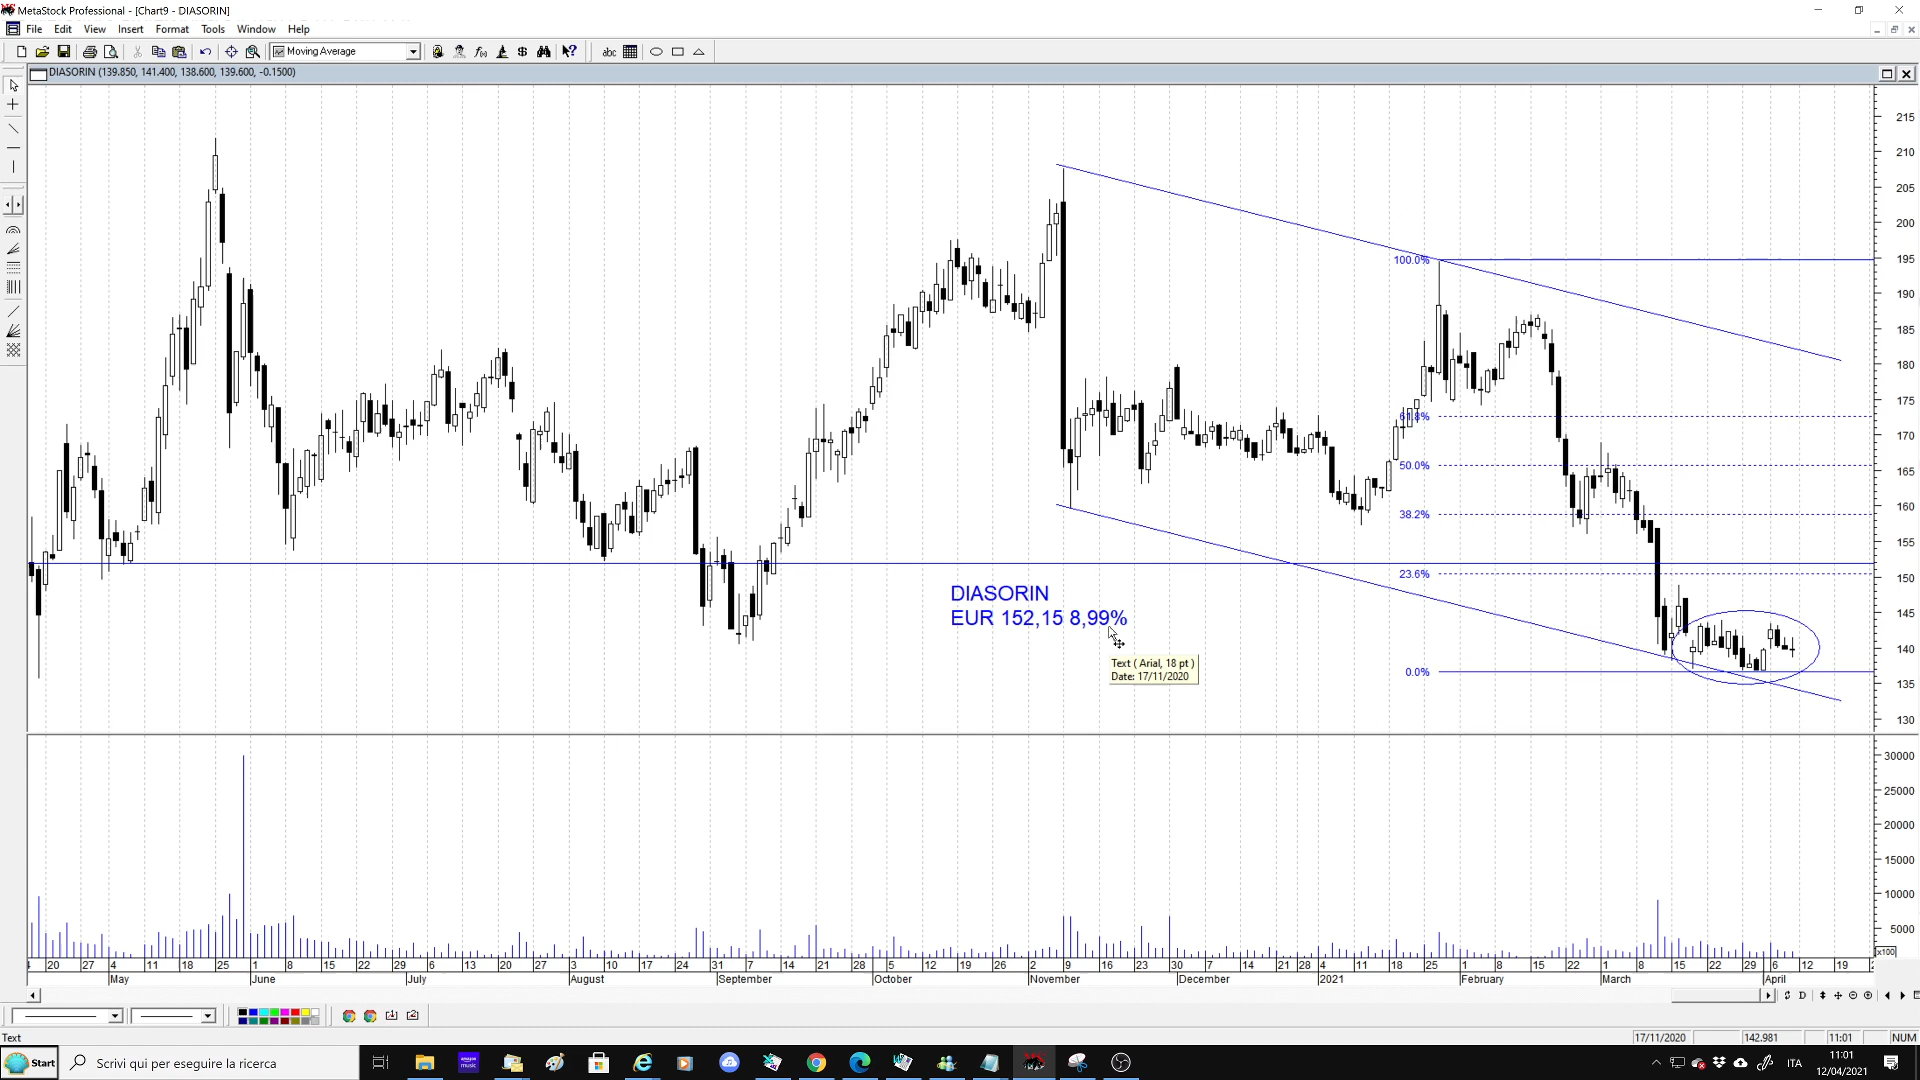 MetaStock Professional - [Chart9 - DIASORIN]
File Edit View Insert Format Tools Window Help
Moving Average
abc
DIASORIN (139.850, 141.400, 138.600, 139.600, -0.1500)
215
210
205
200
195
190
185
180
175
170
165
160
155
150
145
140
135
130
100.0%
61.8%
50.0%
38.2%
23.6%
0.0%
DIASORIN
EUR 152,15 8,99%
Text ( Arial, 18 pt )
Date: 17/11/2020
30000
25000
20000
15000
10000
5000
x100
20 27 4 11 18 25 1 8 15 22 29 6 13 20 27 3 10 17 24 31 7 14 21 28 5 12 19 26 2 9 16 23 30 7 14 21 28 4 11 18 25 1 8 15 22 1 8 15 22 29 6 12 19
May June July August September October November December 2021 February March April
D
Text
17/11/2020 142.981 11:01 NUM
Start Scrivi qui per eseguire la ricerca
ITA
11:01
12/04/2021